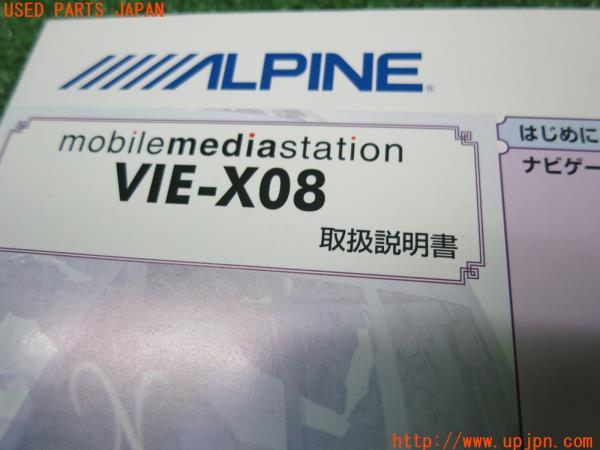 USED PARTS JAPAN
ALPINE
mobilemediastation
VIE-X08
取扱説明書
はじめに
ナビゲー
http://www.upjpn.com/